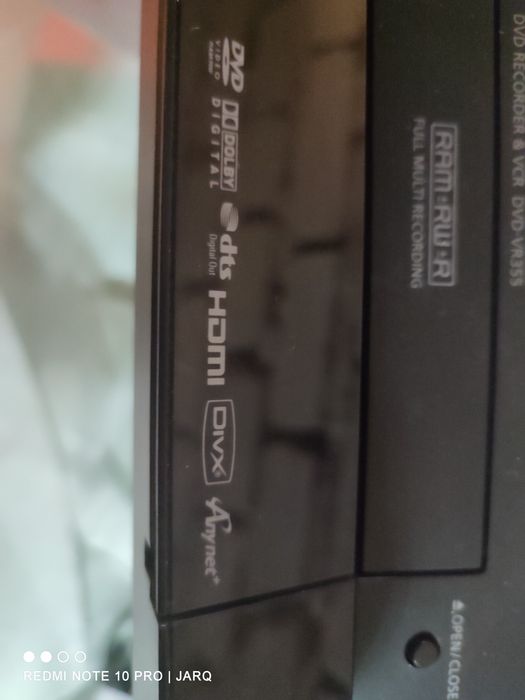 DVD RECORDER & VCR DVD-VR355
RAM·RW·R
FULL MULTI RECORDING
OPEN/CLOS
DVD
VIDEO
DOLBY
DIGITAL
dts
Digital Out
HDMI
DIVX
Anynet+
REDMI NOTE 10 PRO | JARQ